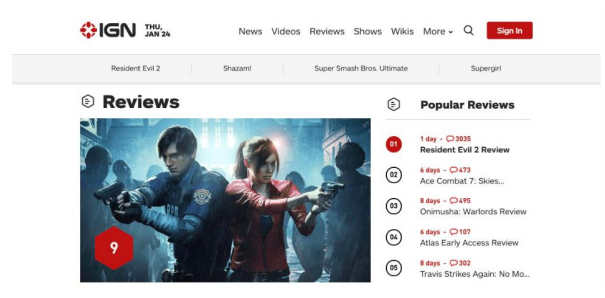 IGN
THU,
JAN 24
News Videos Reviews Shows Wikis More Sign In
Resident Evil 2 Shazam! Super Smash Bros. Ultimate Supergirl
Reviews
9
Popular Reviews
01
1 day - 3035
Resident Evil 2 Review
02
6 days - 473
Ace Combat 7: Skies...
03
8 days - 495
Onimusha: Warlords Review
04
6 days - 107
Atlas Early Access Review
05
8 days - 302
Travis Strikes Again: No Mo...